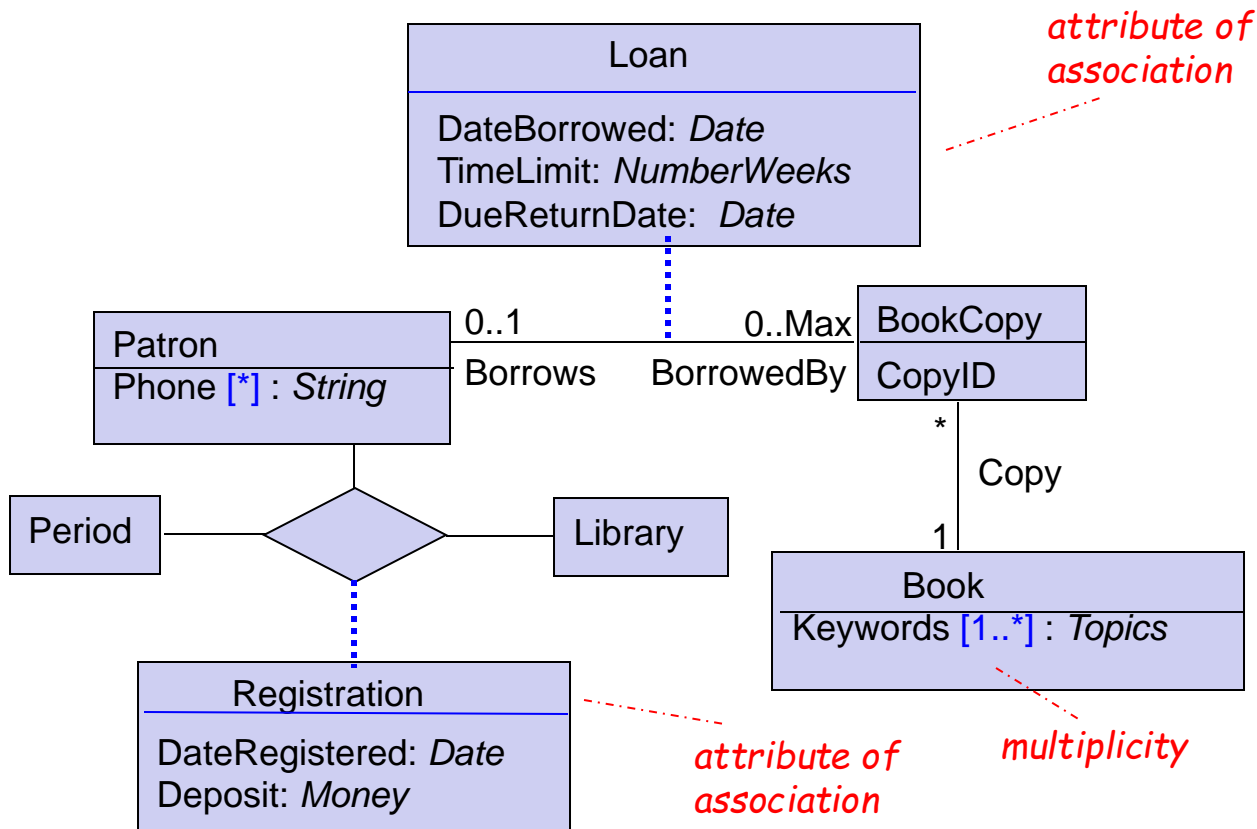 attribute of
association
Loan
DateBorrowed: Date
TimeLimit: NumberWeeks
DueReturnDate: Date
Patron
Phone [*] : String
0..1
0..Max
Borrows
BorrowedBy
BookCopy
CopyID
*
Copy
1
Period
Library
Book
Keywords [1..*] : Topics
Registration
DateRegistered: Date
Deposit: Money
attribute of
association
multiplicity